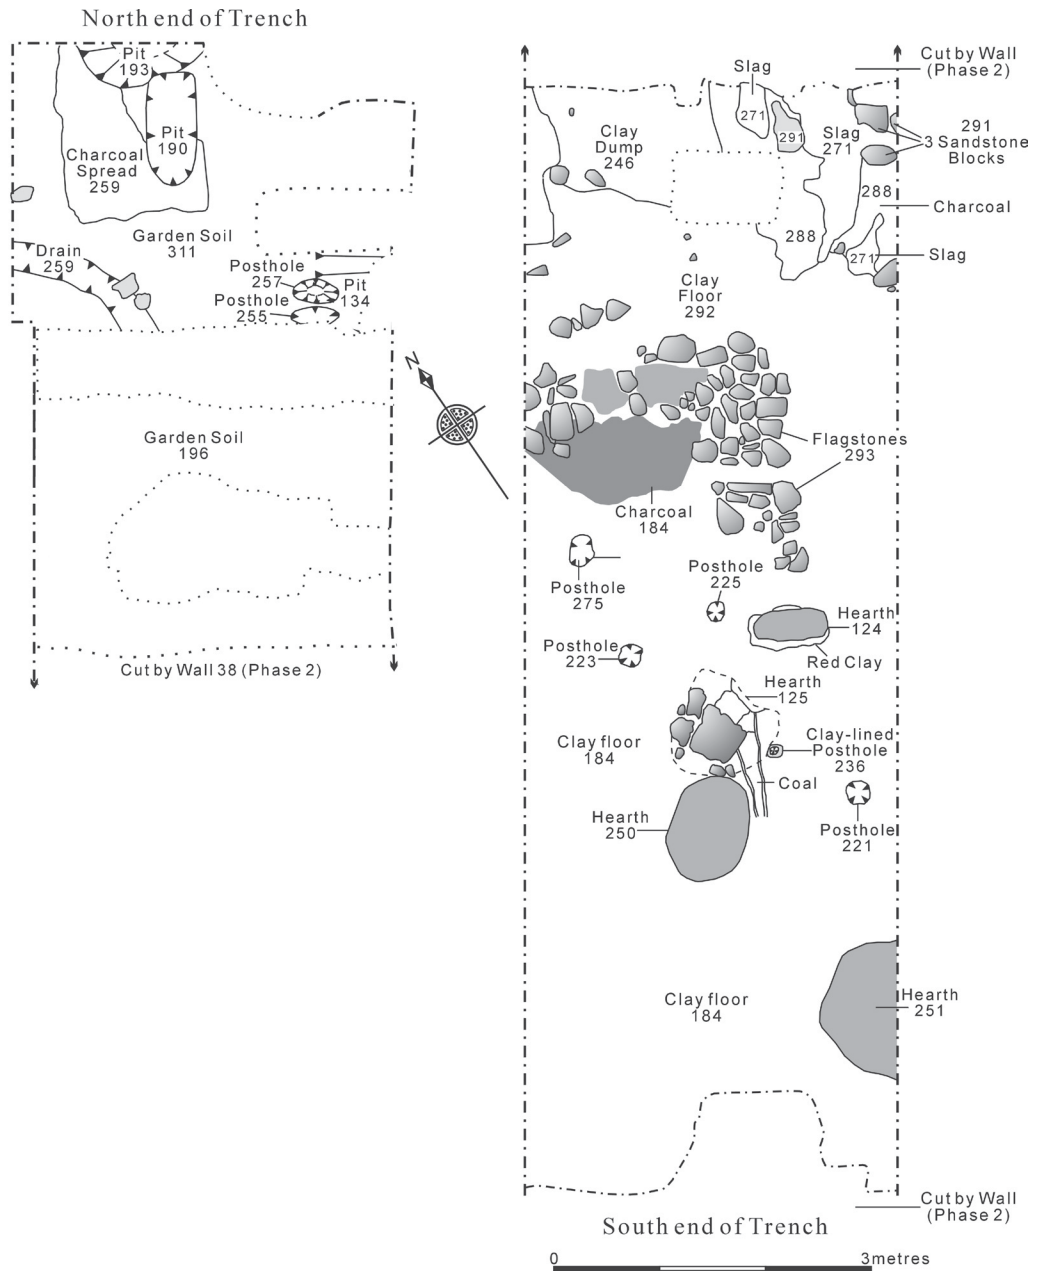 North end of Trench
Pit
193
Pit
190
Charcoal
Spread
259
Garden Soil
311
Drain
259
Posthole
257
Pit
134
Posthole
255
Garden Soil
196
Cut by Wall 38 (Phase 2)
N
Cut by Wall
(Phase 2)
Slag
271
291
Clay
Dump
246
Slag
271
291
3 Sandstone
Blocks
288
Charcoal
288
271
Slag
Clay
Floor
292
Flagstones
293
Charcoal
184
Posthole
275
Posthole
225
Hearth
124
Red Clay
Posthole
223
Hearth
125
Clay floor
184
Clay-lined
Posthole
236
Coal
Hearth
250
Posthole
221
Clay floor
184
Hearth
251
Cut by Wall
(Phase 2)
South end of Trench
0
3metres